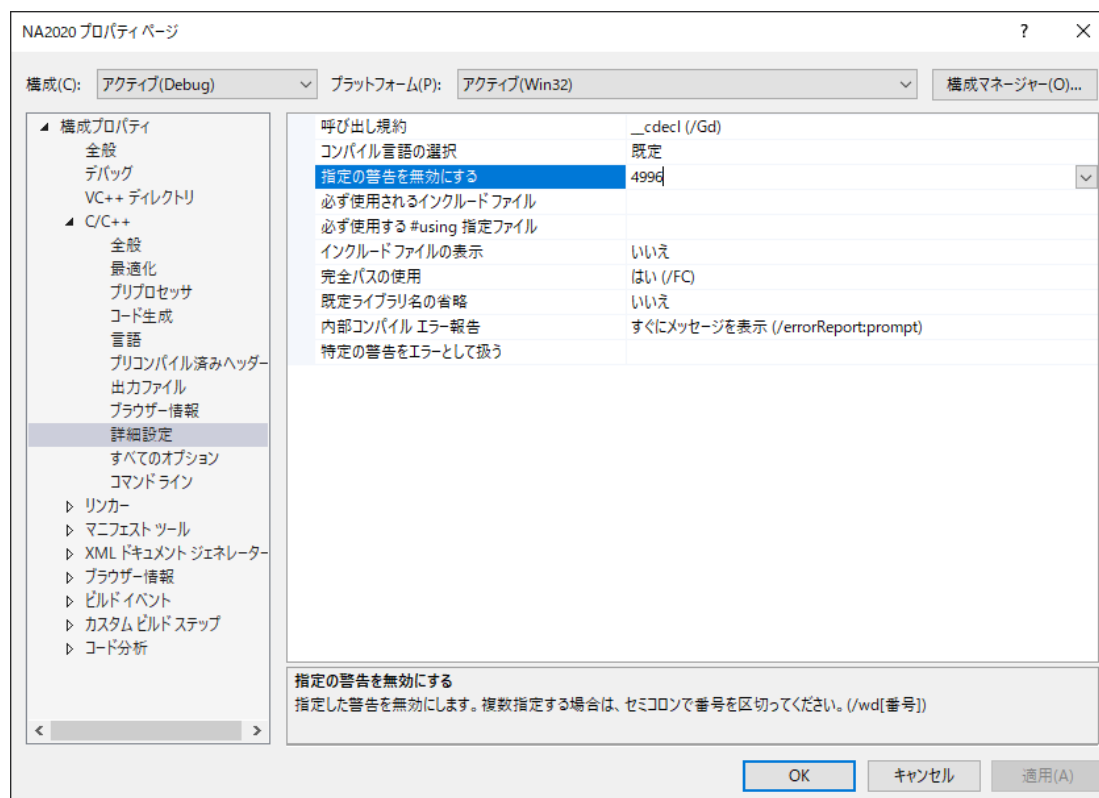 NA2020 プロパティ ページ
? ×
構成(C): アクティブ(Debug) プラットフォーム(P): アクティブ(Win32) 構成マネージャー(O)...
構成プロパティ
全般
デバッグ
VC++ ディレクトリ
C/C++
全般
最適化
プリプロセッサ
コード生成
言語
プリコンパイル済みヘッダー
出力ファイル
ブラウザー情報
詳細設定
すべてのオプション
コマンド ライン
リンカー
マニフェスト ツール
XML ドキュメント ジェネレーター
ブラウザー情報
ビルド イベント
カスタム ビルド ステップ
コード分析
呼び出し規約 __cdecl (/Gd)
コンパイル言語の選択 既定
指定の警告を無効にする 4996
必ず使用されるインクルード ファイル
必ず使用する #using 指定ファイル
インクルード ファイルの表示 いいえ
完全パスの使用 はい (/FC)
既定ライブラリ名の省略 いいえ
内部コンパイル エラー報告 すぐにメッセージを表示 (/errorReport:prompt)
特定の警告をエラーとして扱う
指定の警告を無効にする
指定した警告を無効にします。複数指定する場合は、セミコロンで番号を区切ってください。(/wd[番号])
OK キャンセル 適用(A)